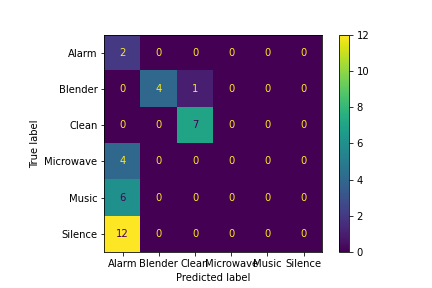 Alarm 2 0 0 0 0 0
Blender 0 4 1 0 0 0
Clean 0 0 7 0 0 0
Microwave 4 0 0 0 0 0
Music 6 0 0 0 0 0
Silence 12 0 0 0 0 0
Alarm Blender Clean Microwave Music Silence
Predicted label
True label
12
10
8
6
4
2
0